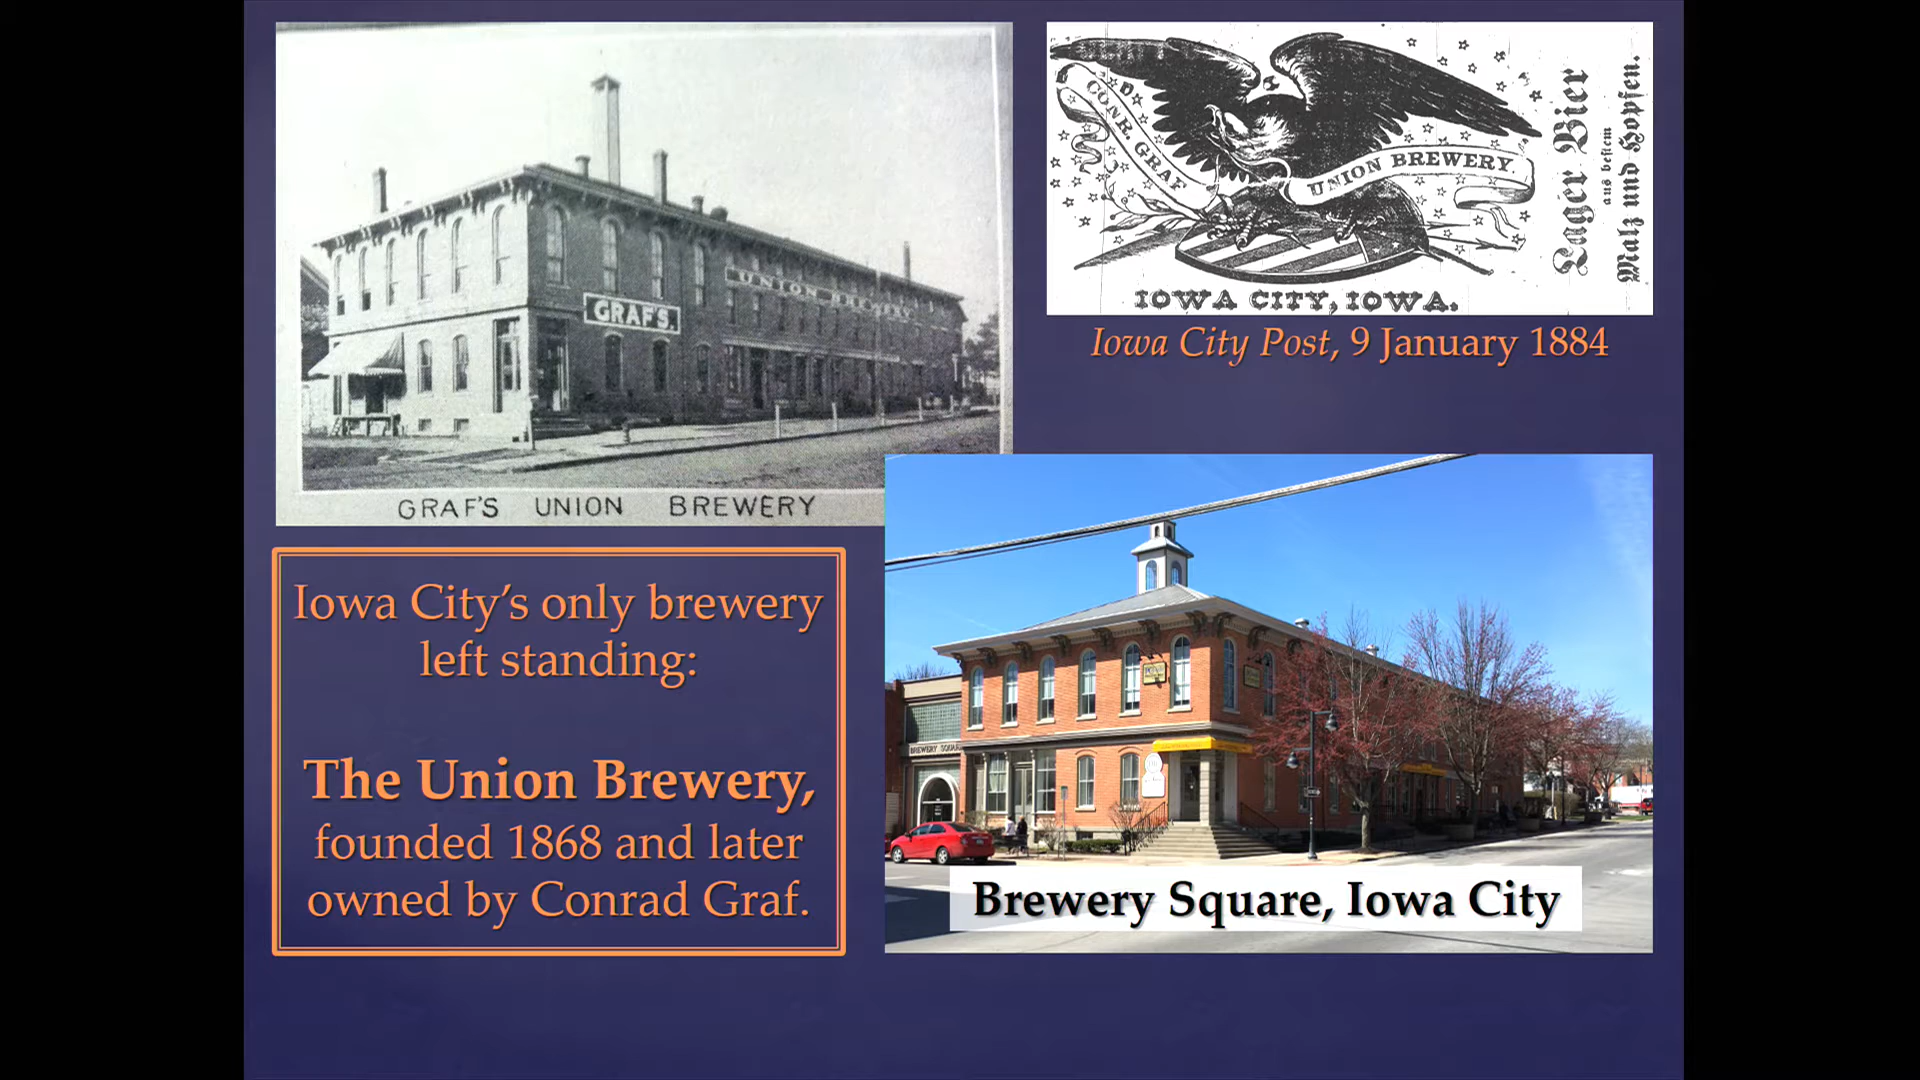 GRAF'S.
UNION BREWERY
GRAF'S UNION BREWERY
CONR. GRAF
UNION BREWERY.
IOWA CITY, IOWA.
Lager Bier
aus bestem
Malz und Hopfen.
Iowa City Post, 9 January 1884
Iowa City’s only brewery
left standing:
The Union Brewery,
founded 1868 and later
owned by Conrad Graf.
BREWERY SQUARE
Brewery Square, Iowa City